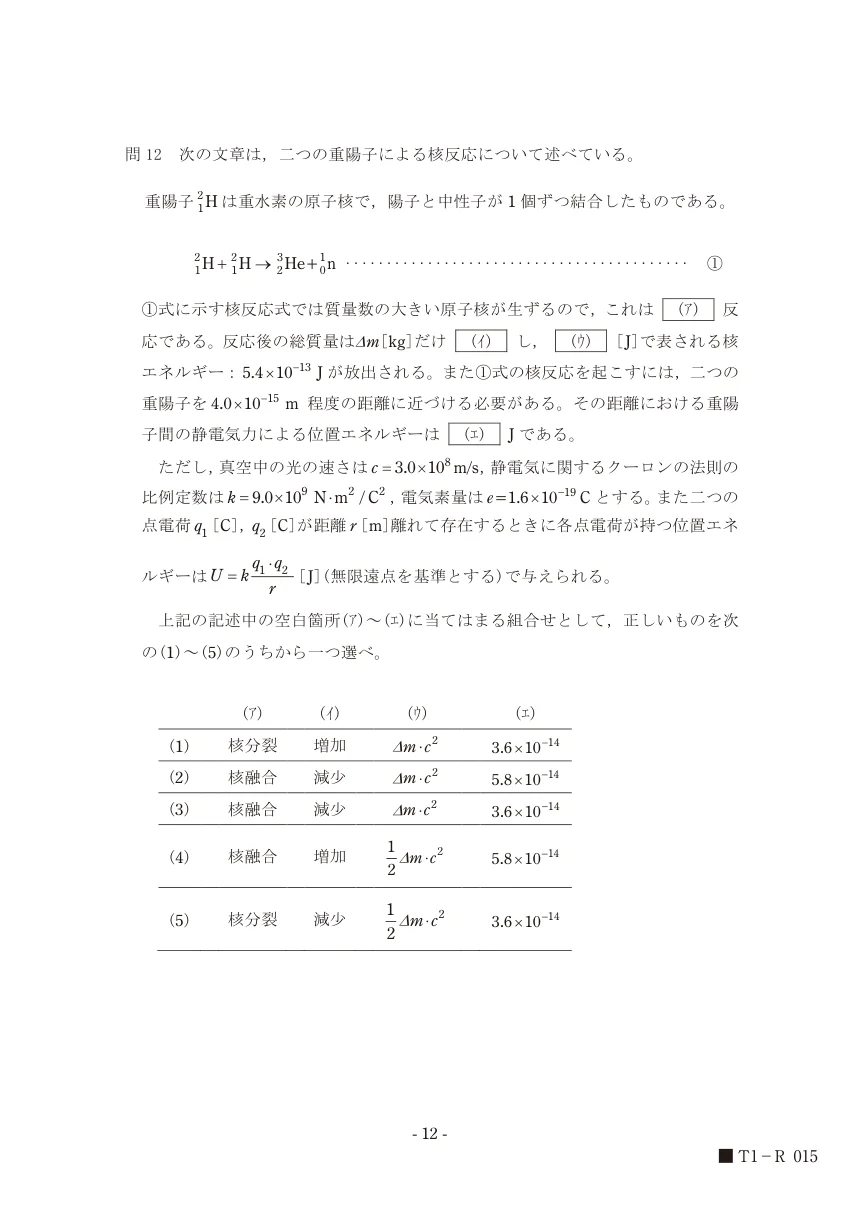 問 12　次の文章は，二つの重陽子による核反応について述べている。
重陽子 ²₁H は重水素の原子核で，陽子と中性子が 1 個ずつ結合したものである。
²₁H + ²₁H → ³₂He + ¹₀n ·········································· ①
①式に示す核反応式では質量数の大きい原子核が生ずるので，これは (ｱ) 反
応である。反応後の総質量はΔm[kg]だけ (ｲ) し， (ｳ) [J]で表される核
エネルギー：5.4×10⁻¹³ J が放出される。また①式の核反応を起こすには，二つの
重陽子を 4.0×10⁻¹⁵ m 程度の距離に近づける必要がある。その距離における重陽
子間の静電気力による位置エネルギーは (ｴ) J である。
ただし，真空中の光の速さは c = 3.0×10⁸ m/s，静電気に関するクーロンの法則の
比例定数は k = 9.0×10⁹ N·m² / C²，電気素量は e=1.6×10⁻¹⁹ C とする。また二つの
点電荷 q₁ [C]，q₂ [C]が距離 r [m]離れて存在するときに各点電荷が持つ位置エネ
ルギーは U = k q₁·q₂ / r [J](無限遠点を基準とする)で与えられる。
上記の記述中の空白箇所(ｱ)～(ｴ)に当てはまる組合せとして，正しいものを次
の(1)～(5)のうちから一つ選べ。
(ｱ) (ｲ) (ｳ) (ｴ)
(1) 核分裂 増加 Δm·c² 3.6×10⁻¹⁴
(2) 核融合 減少 Δm·c² 5.8×10⁻¹⁴
(3) 核融合 減少 Δm·c² 3.6×10⁻¹⁴
(4) 核融合 増加 1/2 Δm·c² 5.8×10⁻¹⁴
(5) 核分裂 減少 1/2 Δm·c² 3.6×10⁻¹⁴
- 12 -
■ T1－R 015